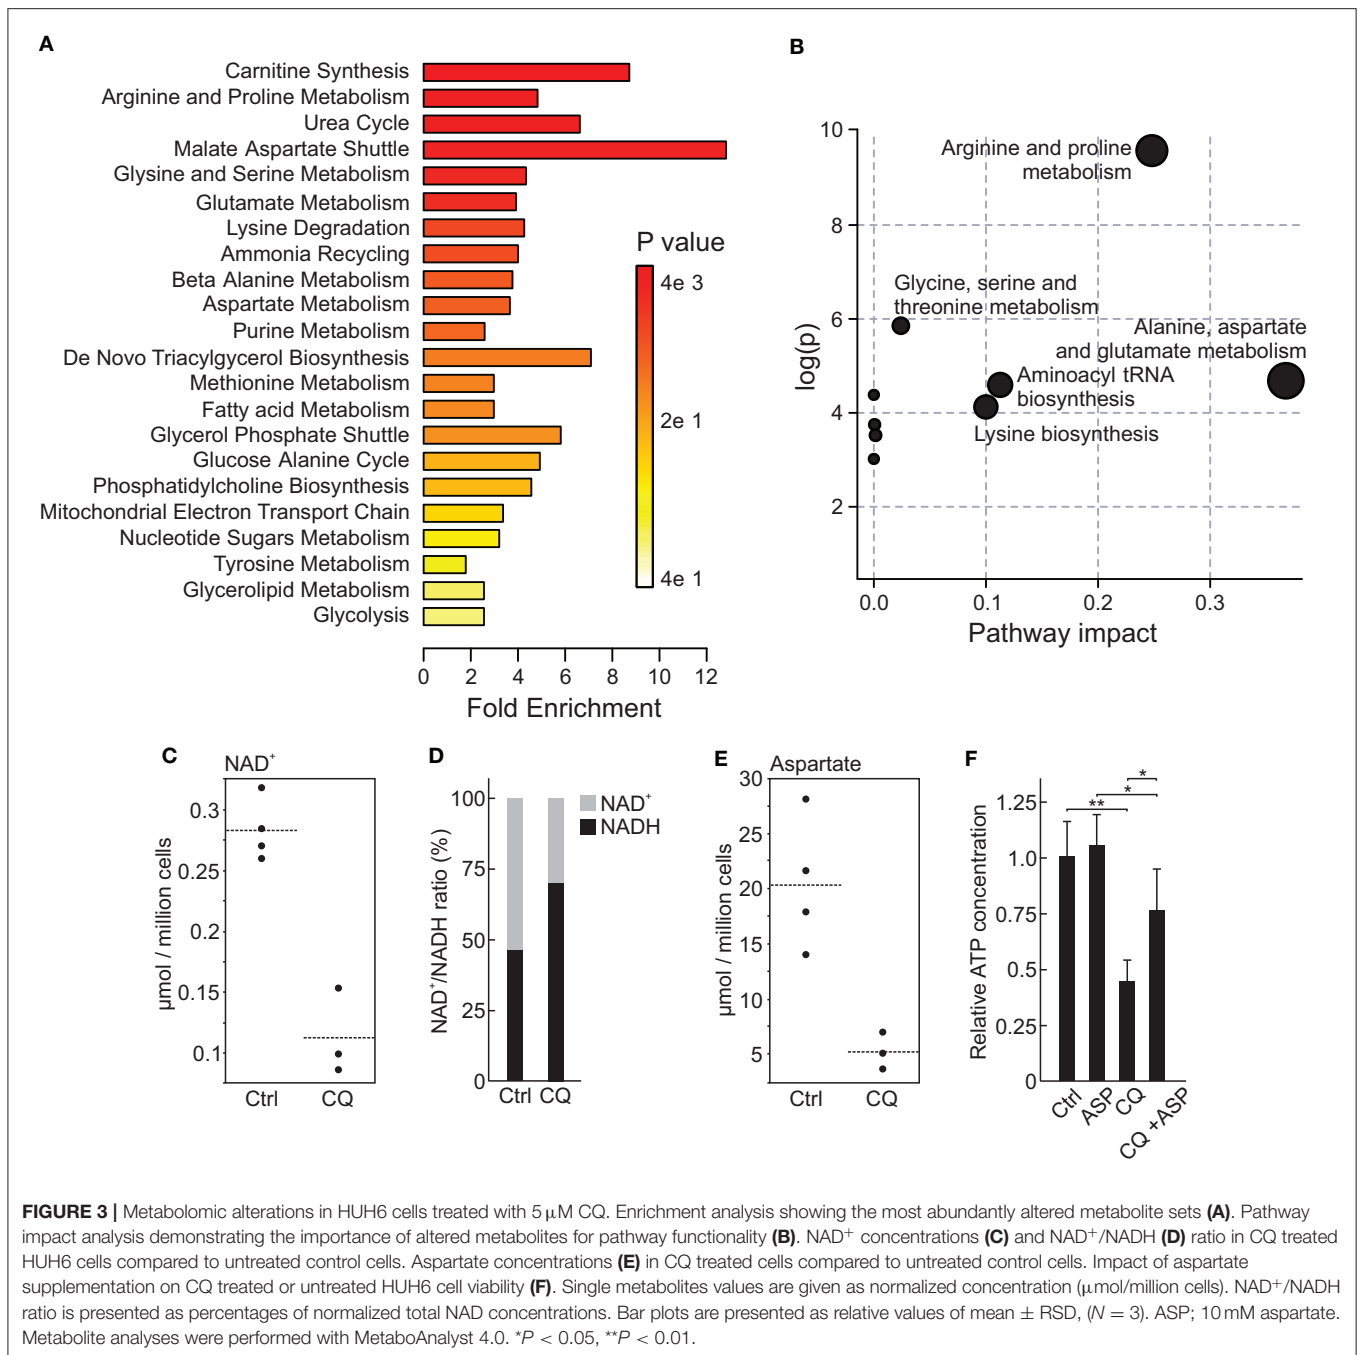 A
Carnitine Synthesis
Arginine and Proline Metabolism
Urea Cycle
Malate Aspartate Shuttle
Glysine and Serine Metabolism
Glutamate Metabolism
Lysine Degradation
Ammonia Recycling
Beta Alanine Metabolism
Aspartate Metabolism
Purine Metabolism
De Novo Triacylgycerol Biosynthesis
Methionine Metabolism
Fatty acid Metabolism
Glycerol Phosphate Shuttle
Glucose Alanine Cycle
Phosphatidylcholine Biosynthesis
Mitochondrial Electron Transport Chain
Nucleotide Sugars Metabolism
Tyrosine Metabolism
Glycerolipid Metabolism
Glycolysis
0 2 4 6 8 10 12
Fold Enrichment
P value
4e 3
2e 1
4e 1
B
10
8
6
4
2
log(p)
Arginine and proline
metabolism
Glycine, serine and
threonine metabolism
Alanine, aspartate
and glutamate metabolism
Aminoacyl tRNA
biosynthesis
Lysine biosynthesis
0.0 0.1 0.2 0.3
Pathway impact
C
NAD⁺
0.3
0.25
0.2
0.15
0.1
µmol / million cells
Ctrl CQ
D
100
75
50
25
0
NAD⁺/NADH ratio (%)
NAD⁺
NADH
Ctrl CQ
E
Aspartate
30
25
20
15
10
5
µmol / million cells
Ctrl CQ
F
1.25
1.0
0.75
0.5
0.25
0
Relative ATP concentration
*
*
**
Ctrl
ASP
CQ
CQ +ASP
FIGURE 3 | Metabolomic alterations in HUH6 cells treated with 5 µM CQ. Enrichment analysis showing the most abundantly altered metabolite sets (A). Pathway
impact analysis demonstrating the importance of altered metabolites for pathway functionality (B). NAD⁺ concentrations (C) and NAD⁺/NADH (D) ratio in CQ treated
HUH6 cells compared to untreated control cells. Aspartate concentrations (E) in CQ treated cells compared to untreated control cells. Impact of aspartate
supplementation on CQ treated or untreated HUH6 cell viability (F). Single metabolites values are given as normalized concentration (µmol/million cells). NAD⁺/NADH
ratio is presented as percentages of normalized total NAD concentrations. Bar plots are presented as relative values of mean ± RSD, (N = 3). ASP; 10 mM aspartate.
Metabolite analyses were performed with MetaboAnalyst 4.0. *P < 0.05, **P < 0.01.